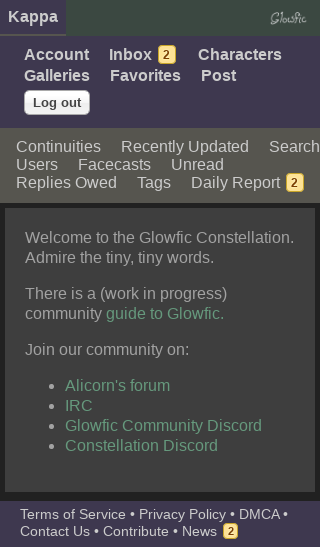 Kappa
Glowfic
Account Inbox 2 Characters
Galleries Favorites Post
Log out
Continuities Recently Updated Search
Users Facecasts Unread
Replies Owed Tags Daily Report 2
Welcome to the Glowfic Constellation.
Admire the tiny, tiny words.
There is a (work in progress)
community guide to Glowfic.
Join our community on:
• Alicorn's forum
• IRC
• Glowfic Community Discord
• Constellation Discord
Terms of Service • Privacy Policy • DMCA •
Contact Us • Contribute • News 2